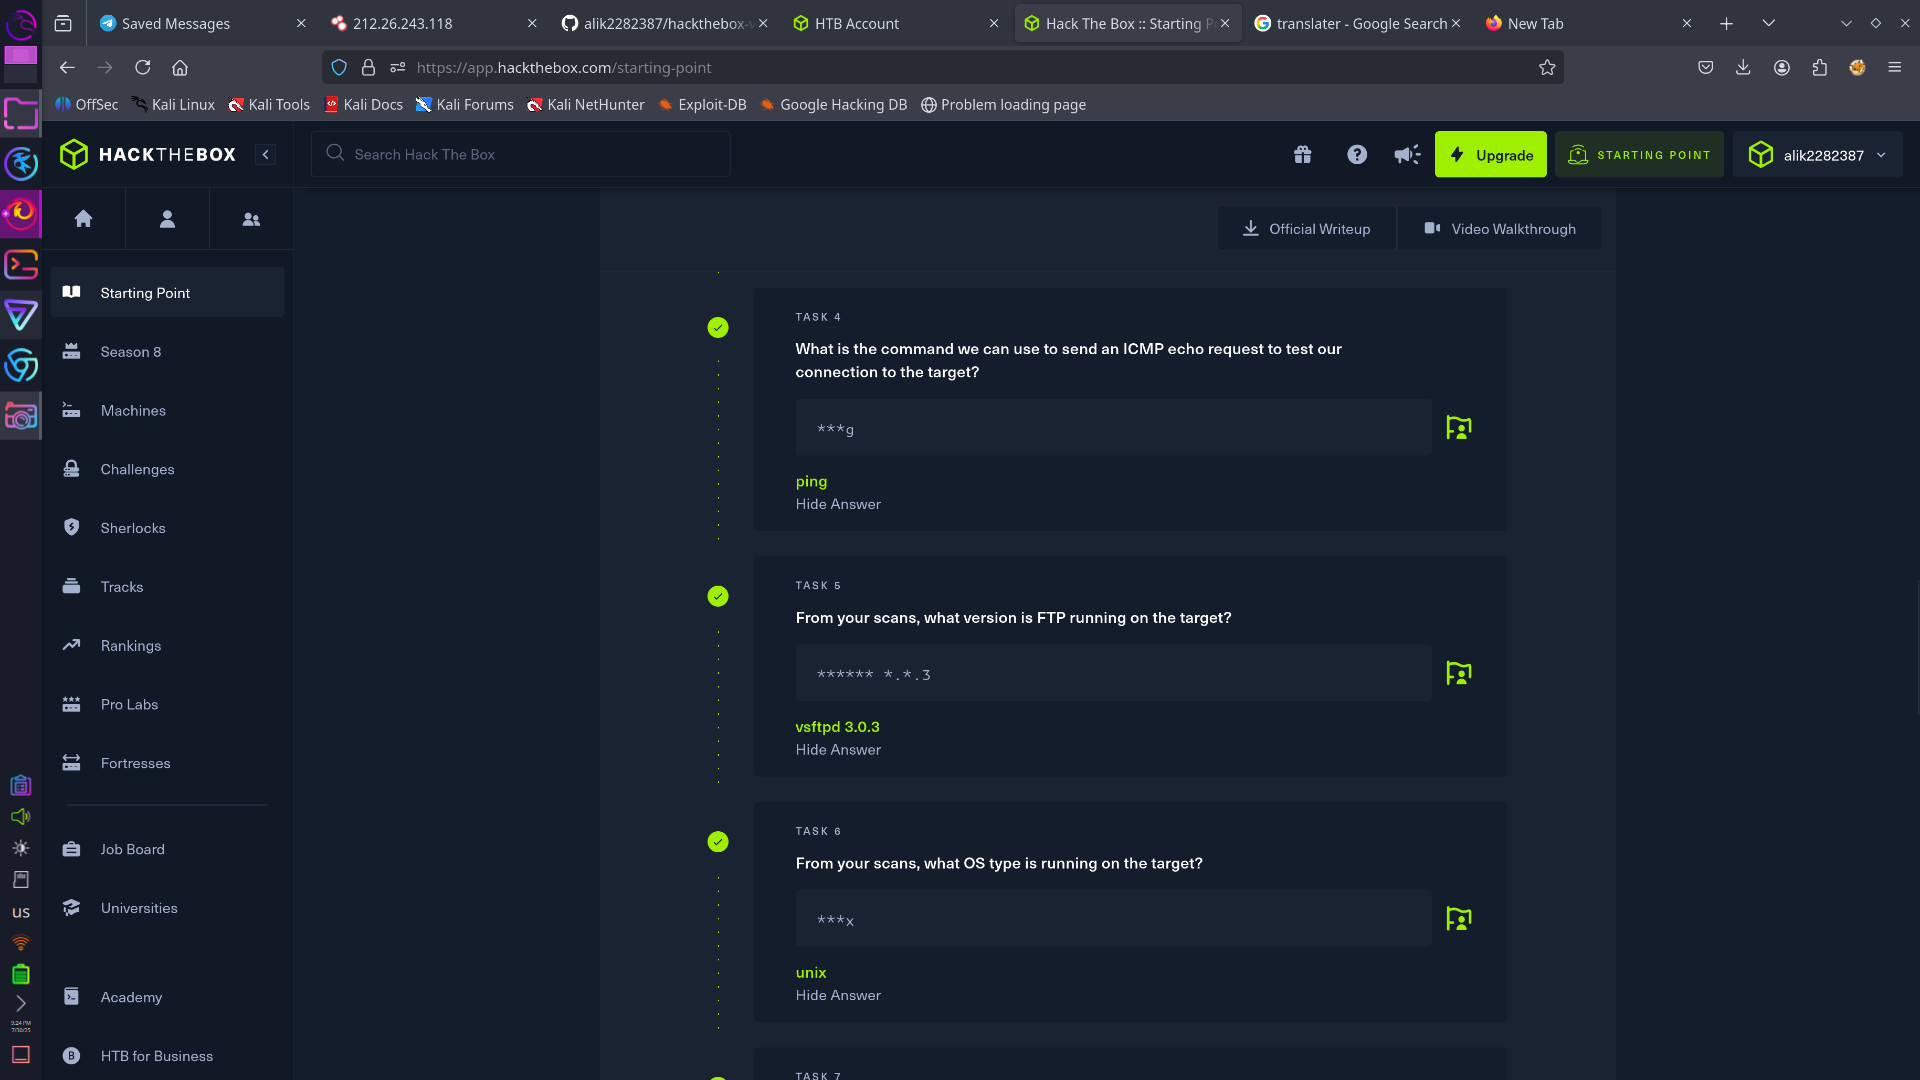 Saved Messages
212.26.243.118
alik2282387/hackthebox-
HTB Account
Hack The Box :: Starting P
translater - Google Search
New Tab
https://app.hackthebox.com/starting-point
OffSec
Kali Linux
Kali Tools
Kali Docs
Kali Forums
Kali NetHunter
Exploit-DB
Google Hacking DB
Problem loading page
HACKTHEBOX
Search Hack The Box
Upgrade
STARTING POINT
alik2282387
Starting Point
Season 8
Machines
Challenges
Sherlocks
Tracks
Rankings
Pro Labs
Fortresses
Job Board
Universities
Academy
HTB for Business
Official Writeup
Video Walkthrough
TASK 4
What is the command we can use to send an ICMP echo request to test our
connection to the target?
***g
ping
Hide Answer
TASK 5
From your scans, what version is FTP running on the target?
****** *.*.3
vsftpd 3.0.3
Hide Answer
TASK 6
From your scans, what OS type is running on the target?
***x
unix
Hide Answer
TASK 7
us
9:24 PM
7/30/25